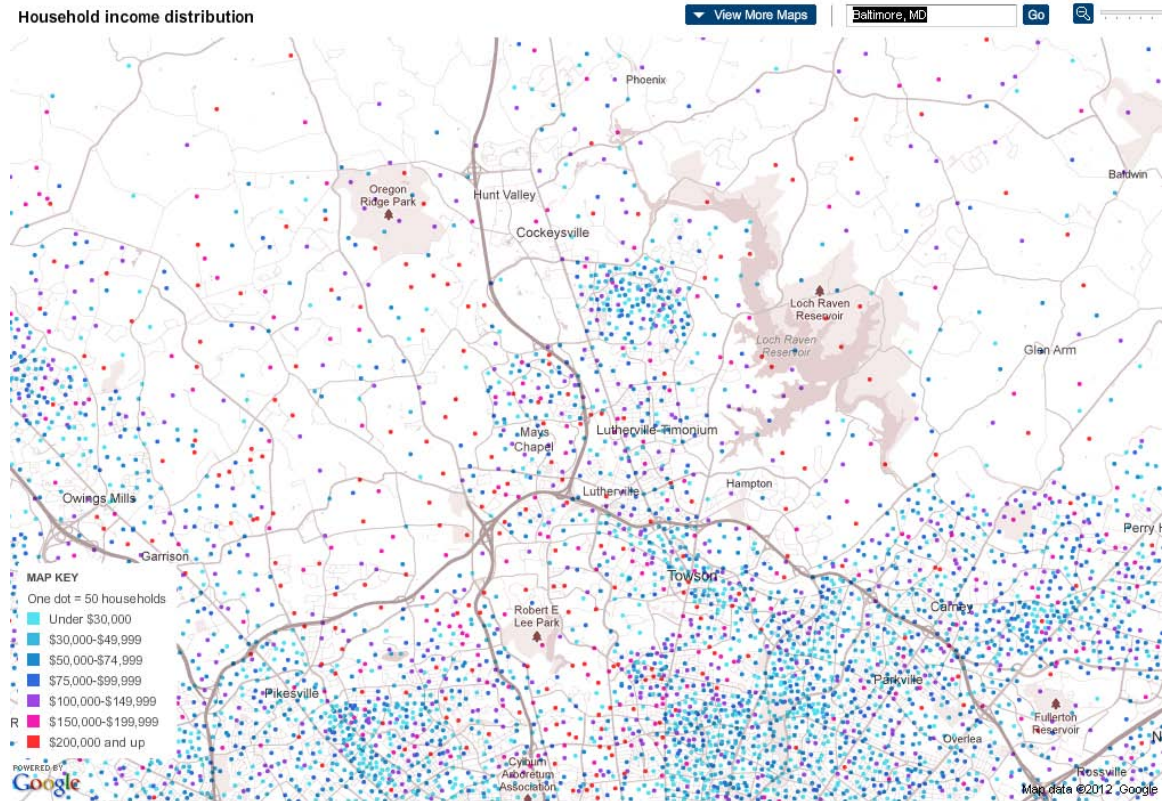 Household income distribution
View More Maps
Baltimore, MD
Go
Phoenix
Baldwin
Oregon
Ridge Park
Hunt Valley
Cockeysville
Loch Raven
Reservoir
Loch Raven
Reservoir
Glen Arm
Mays
Chapel
Lutherville-Timonium
Hampton
Lutherville
Owings Mills
Perry H
Garrison
Towson
MAP KEY
One dot = 50 households
Under $30,000
$30,000-$49,999
$50,000-$74,999
$75,000-$99,999
$100,000-$149,999
$150,000-$199,999
$200,000 and up
Robert E
Lee Park
Carney
Pikesville
Parkville
R
Fullerton
Reservoir
Overlea
N
Cylburn
Arboretum
Association
Rossville
POWERED BY
Google
Map data ©2012 Google